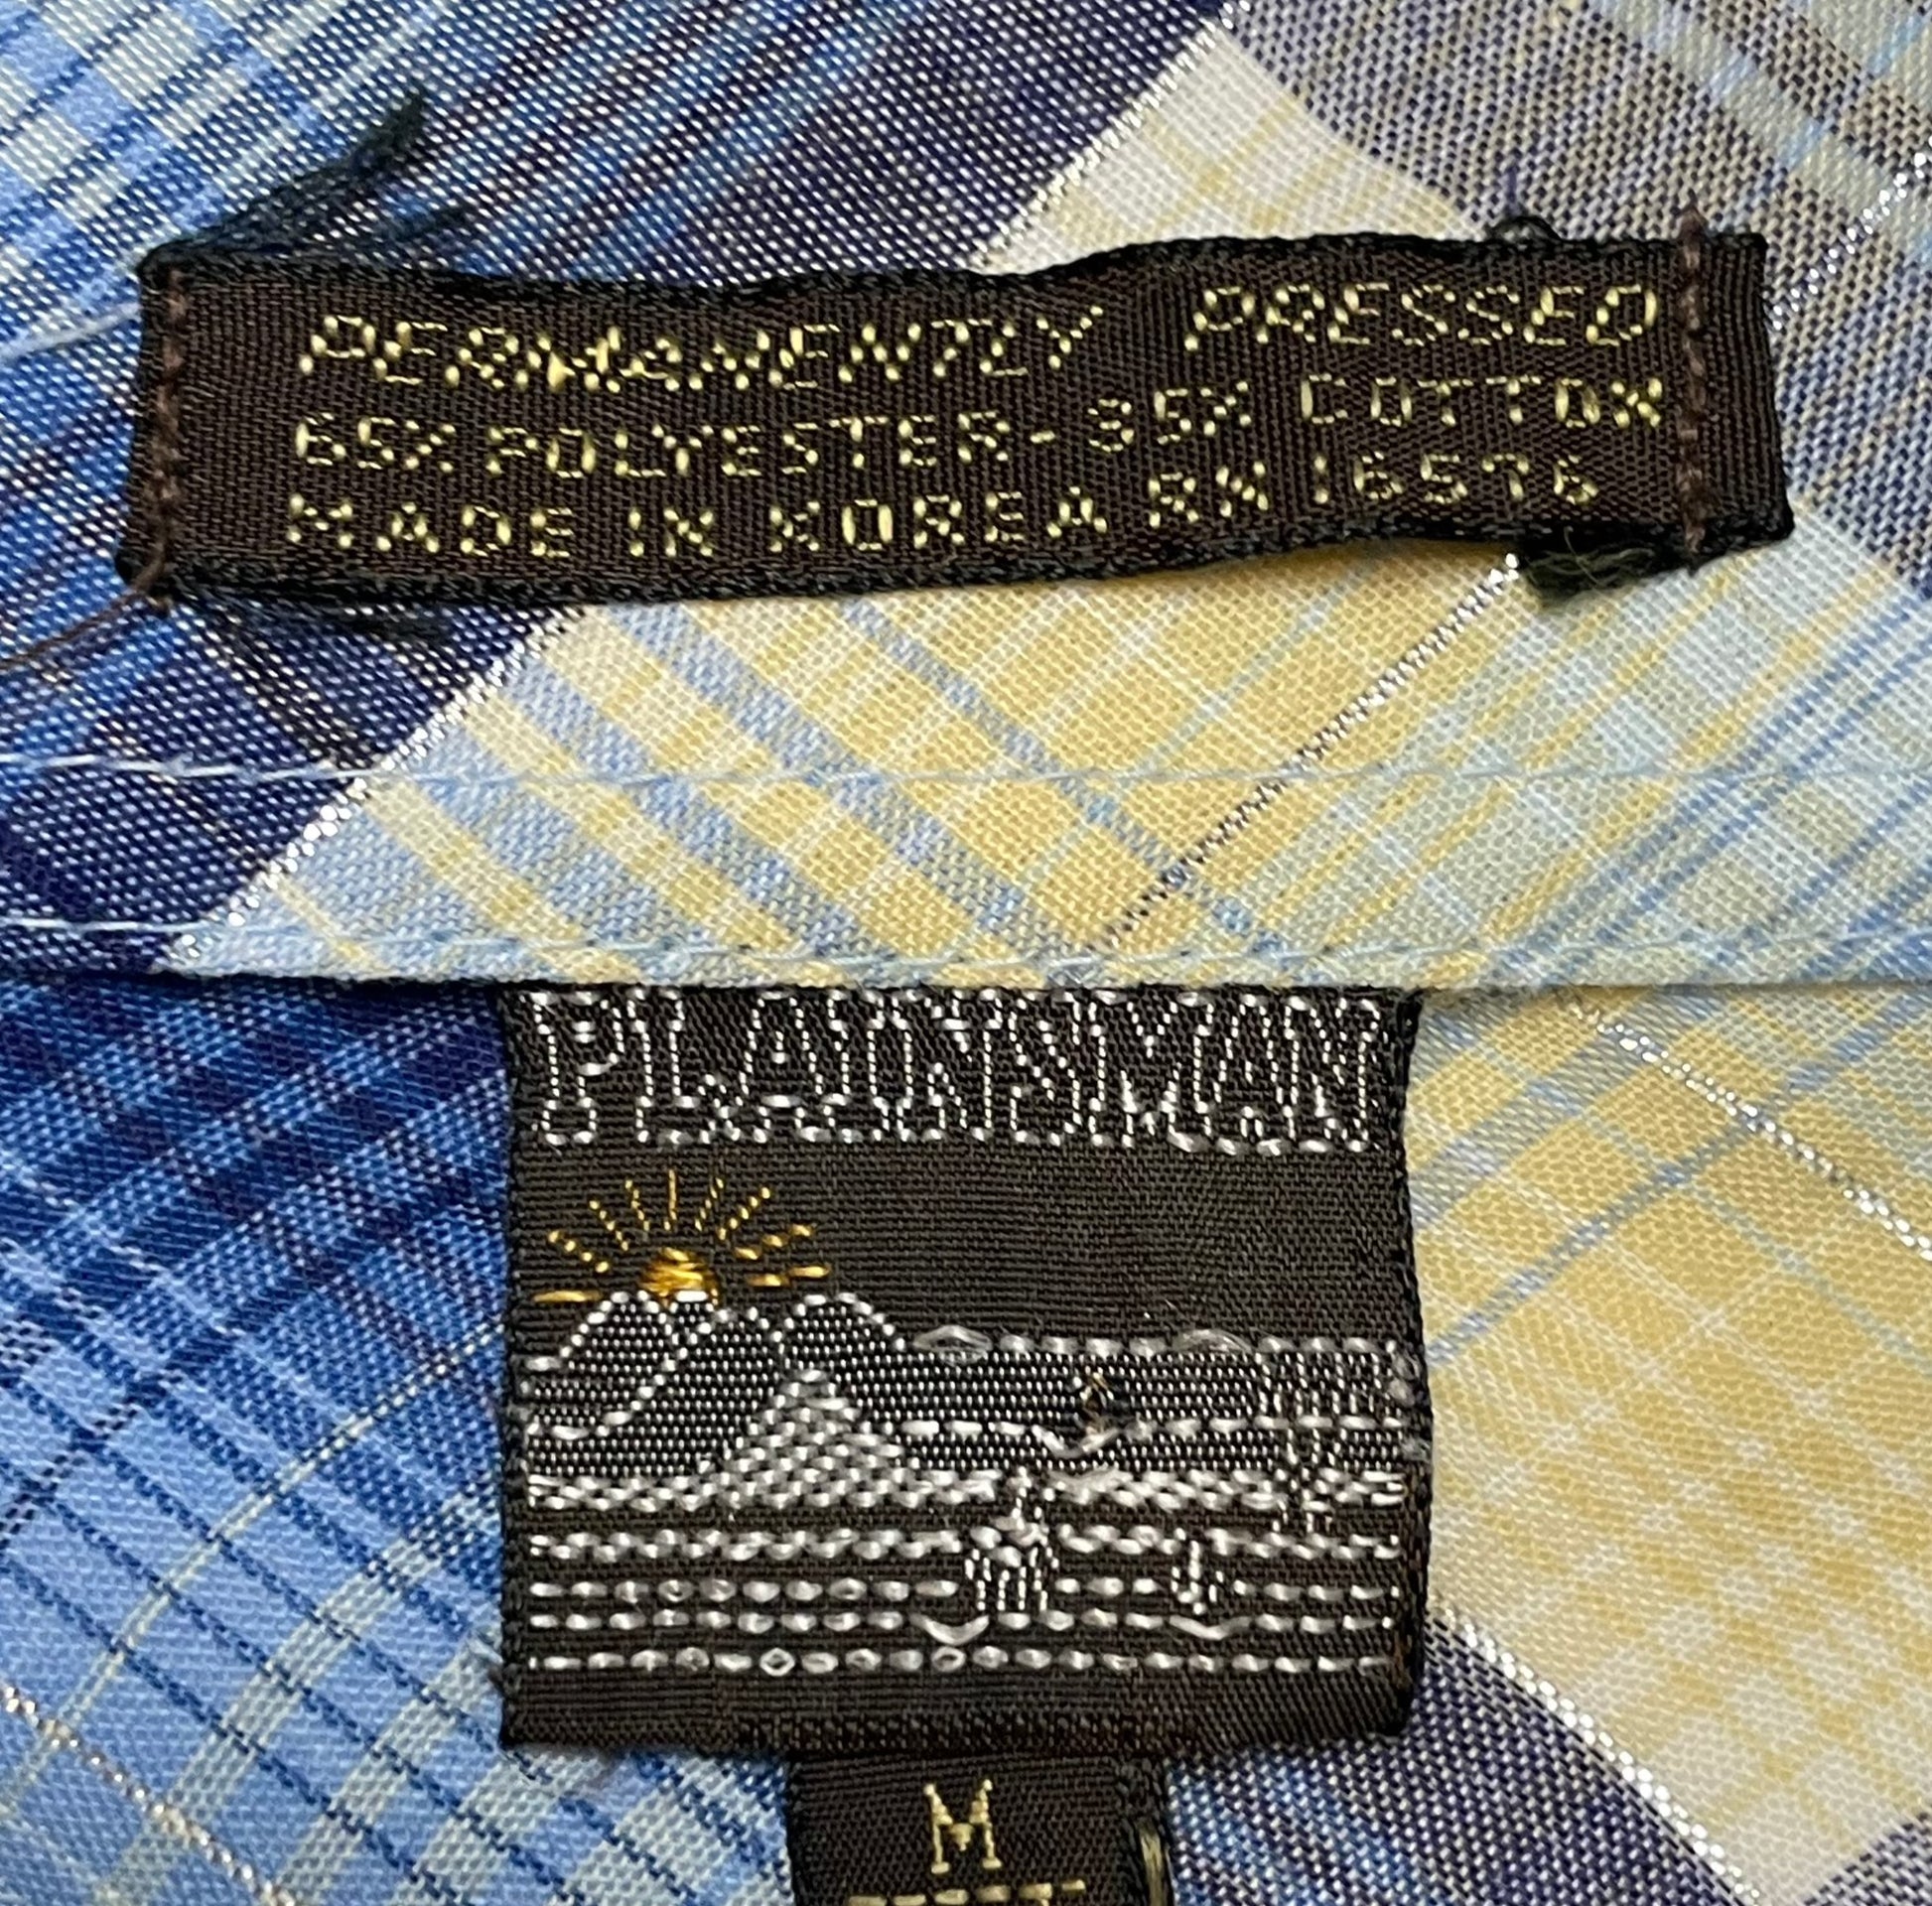 PERMANENTLY PRESSED
65% POLYESTER-35% COTTON
MADE IN KOREA RN 16576
PLAINSMAN
M